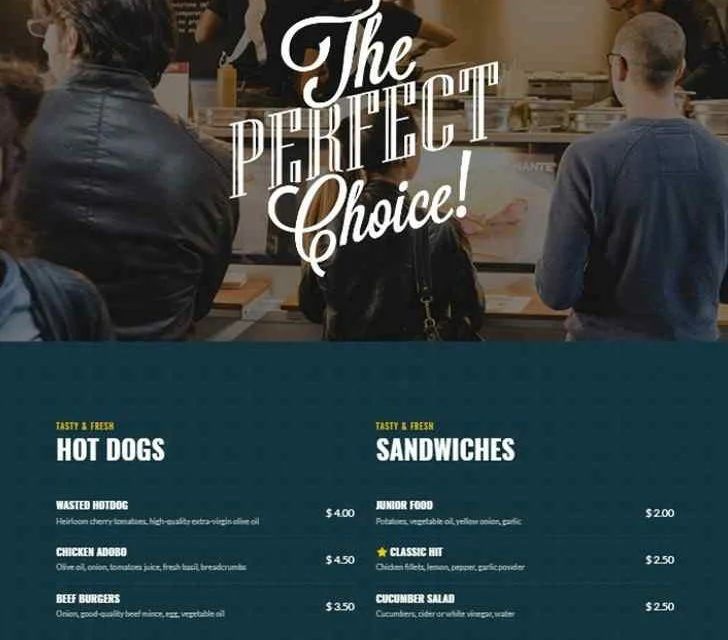 The
PERFECT
Choice!
TASTY & FRESH
HOT DOGS
WASTED HOTDOG
$ 4.00
Heirloom cherry tomatoes, high-quality extra-virgin olive oil
CHICKEN ADOBO
$ 4.50
Olive oil, onion, tomatoes juice, fresh basil, breadcrumbs
BEEF BURGERS
$ 3.50
Onion, good-quality beef mince, egg, vegetable oil
TASTY & FRESH
SANDWICHES
JUNIOR FOOD
$ 2.00
Potatoes, vegetable oil, yellow onion, garlic
CLASSIC HIT
$ 2.50
Chicken fillets, lemon, pepper, garlic powder
CUCUMBER SALAD
$ 2.50
Cucumbers, cider or white vinegar, water